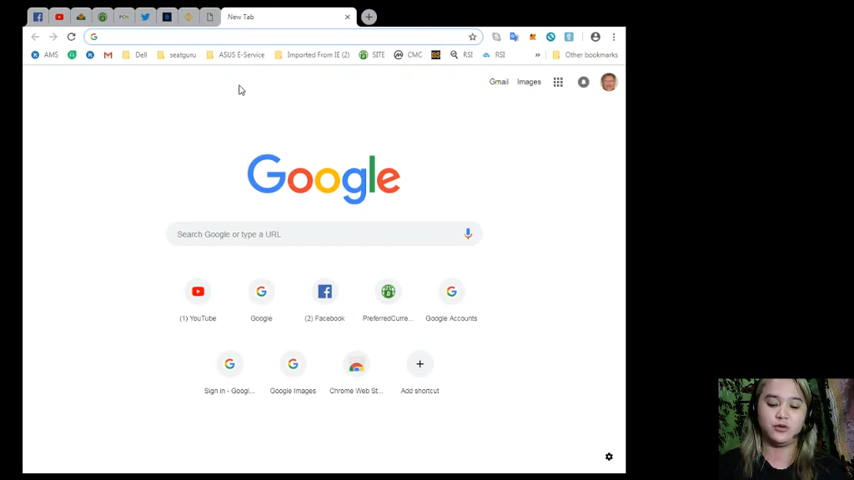 New Tab
AMS
Dell
seatguru
ASUS E-Service
Imported From IE (2)
SITE
CMC
RSI
RSI
»
Other bookmarks
Gmail
Images
Google
Search Google or type a URL
(1) YouTube
Google
(2) Facebook
PreferredCurre...
Google Accounts
Sign in - Googl...
Google Images
Chrome Web St...
Add shortcut